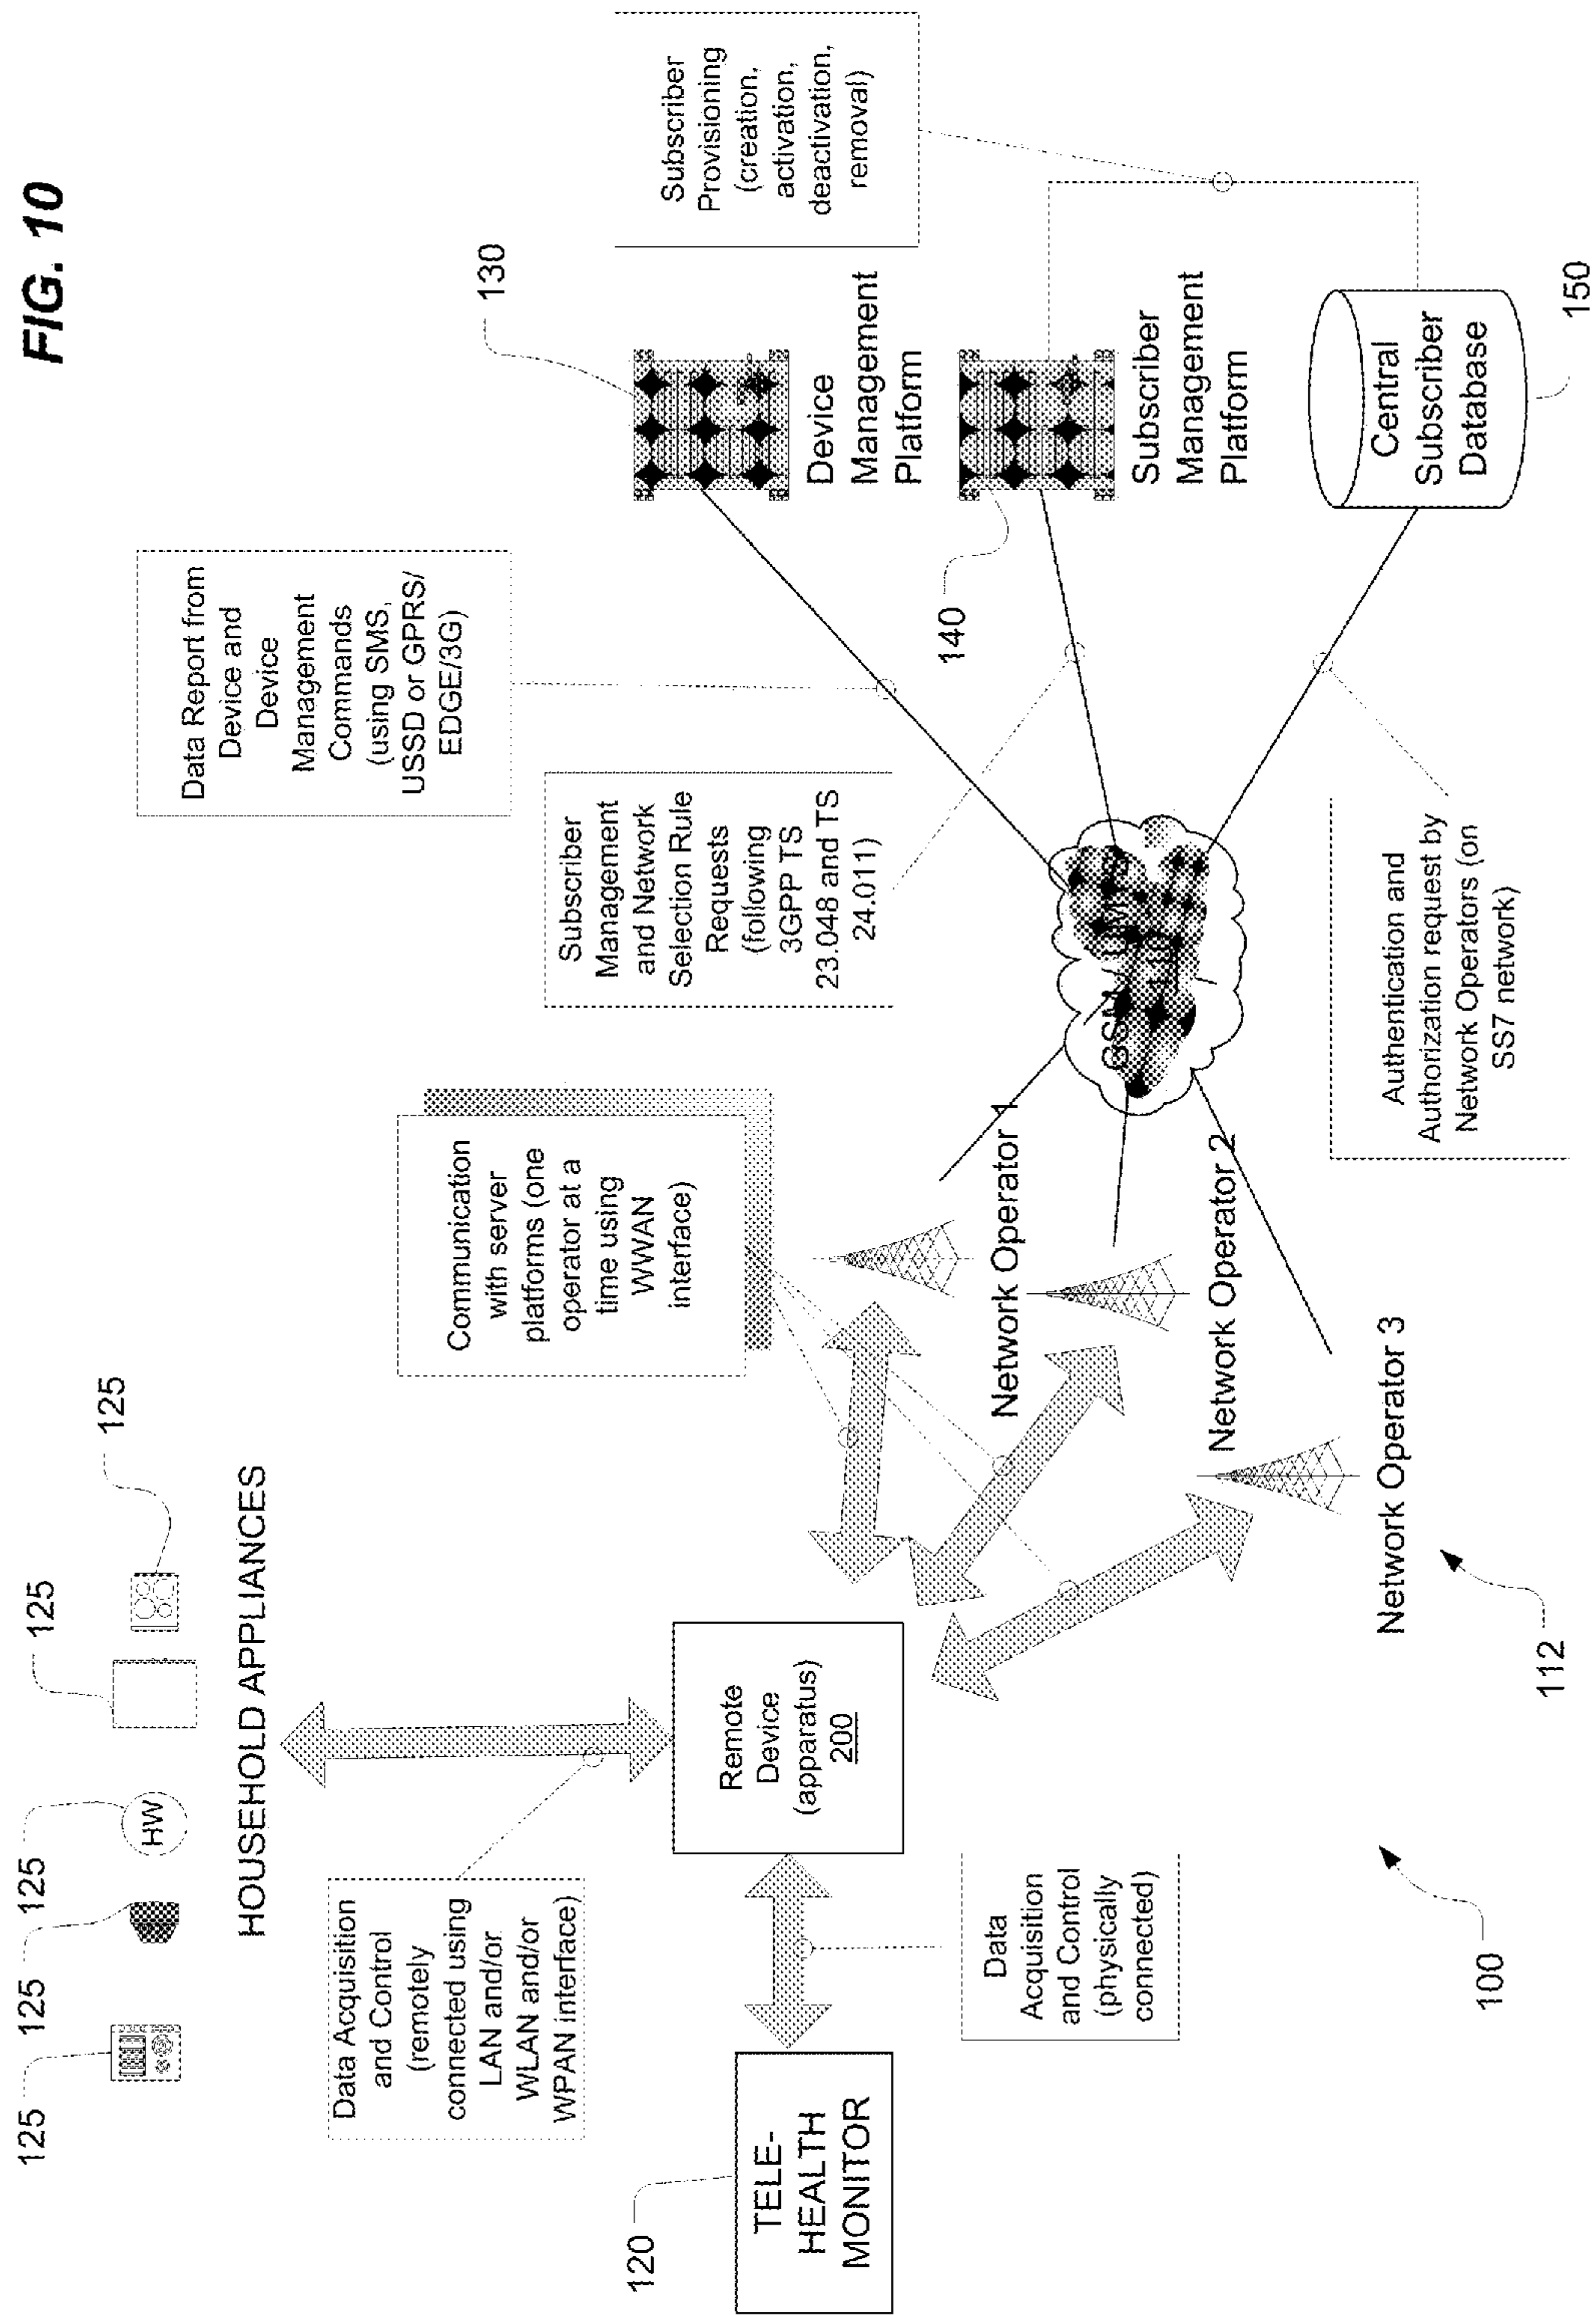 FIG. 10
125
125
125
125
125
HW
HOUSEHOLD APPLIANCES
Data Acquisition
and Control
(remotely
connected using
LAN and/or
WLAN and/or
WPAN interface)
Communication
with server
platforms (one
operator at a
time using
WWAN
interface)
Data Report from
Device and
Device
Management
Commands
(using SMS,
USSD or GPRS/
EDGE/3G)
Subscriber
Management
and Network
Selection Rule
Requests
(following
3GPP TS
23.048 and TS
24.011)
130
Device
Management
Platform
Subscriber
Provisioning
(creation,
activation,
deactivation,
removal)
120
TELE-
HEALTH
MONITOR
Remote
Device
(apparatus)
200
Data
Acquisition
and Control
(physically
connected)
Network Operator 1
Network Operator 2
Network Operator 3
GSM / UMTS
110
140
Subscriber
Management
Platform
Central
Subscriber
Database
150
Authentication and
Authorization request by
Network Operators (on
SS7 network)
112
100